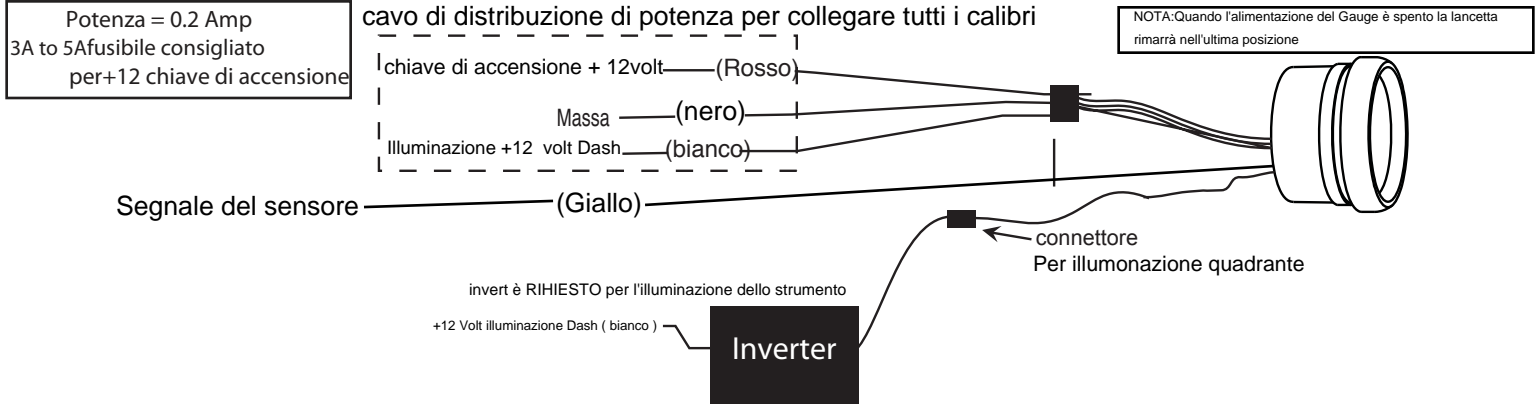 Potenza = 0.2 Amp
3A to 5Afusibile consigliato
per+12 chiave di accensione
cavo di distribuzione di potenza per collegare tutti i calibri
NOTA:Quando l'alimentazione del Gauge è spento la lancetta
rimarrà nell'ultima posizione
chiave di accensione + 12volt (Rosso)
Massa (nero)
Illuminazione +12 volt Dash (bianco)
Segnale del sensore (Giallo)
connettore
Per illumonazione quadrante
invert è RIHIESTO per l'illuminazione dello strumento
+12 Volt illuminazione Dash ( bianco )
Inverter